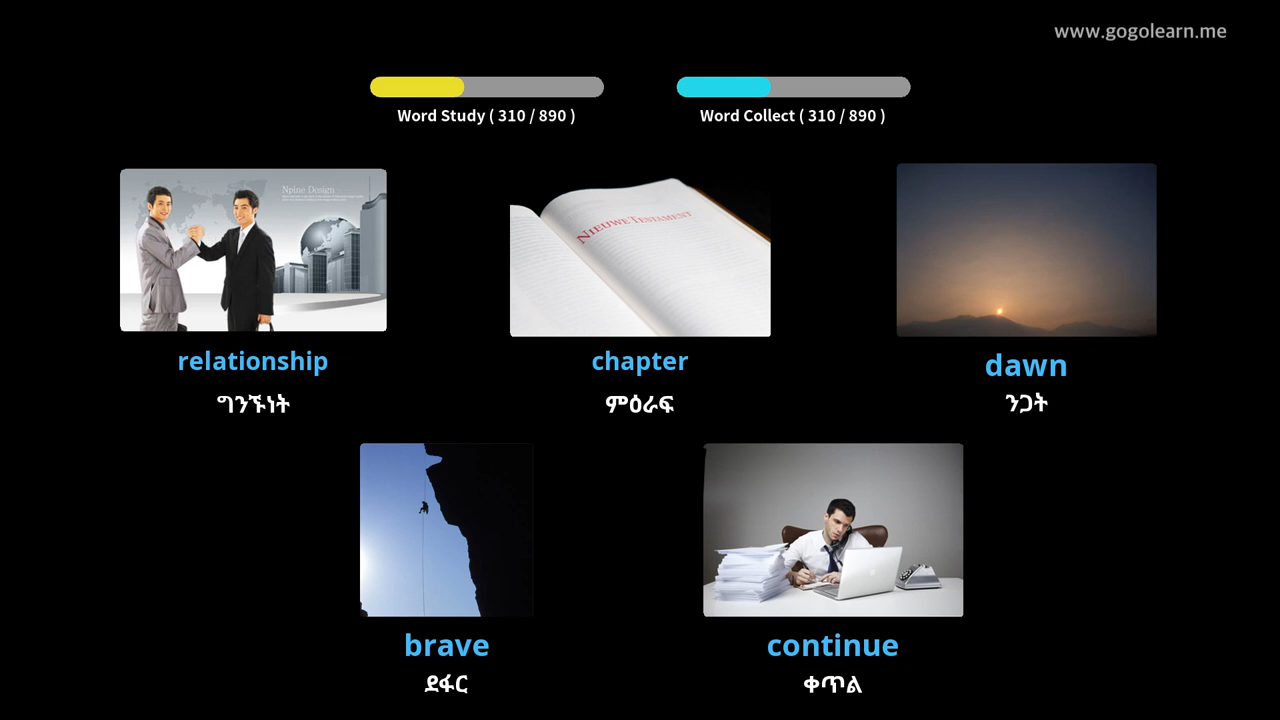 www.gogolearn.me
Word Study ( 310 / 890 )
Word Collect ( 310 / 890 )
Npine Design
NIEUWE TESTAMENT
relationship
chapter
dawn
ግንኙነት
ምዕራፍ
ንጋት
brave
continue
ደፋር
ቀጥል